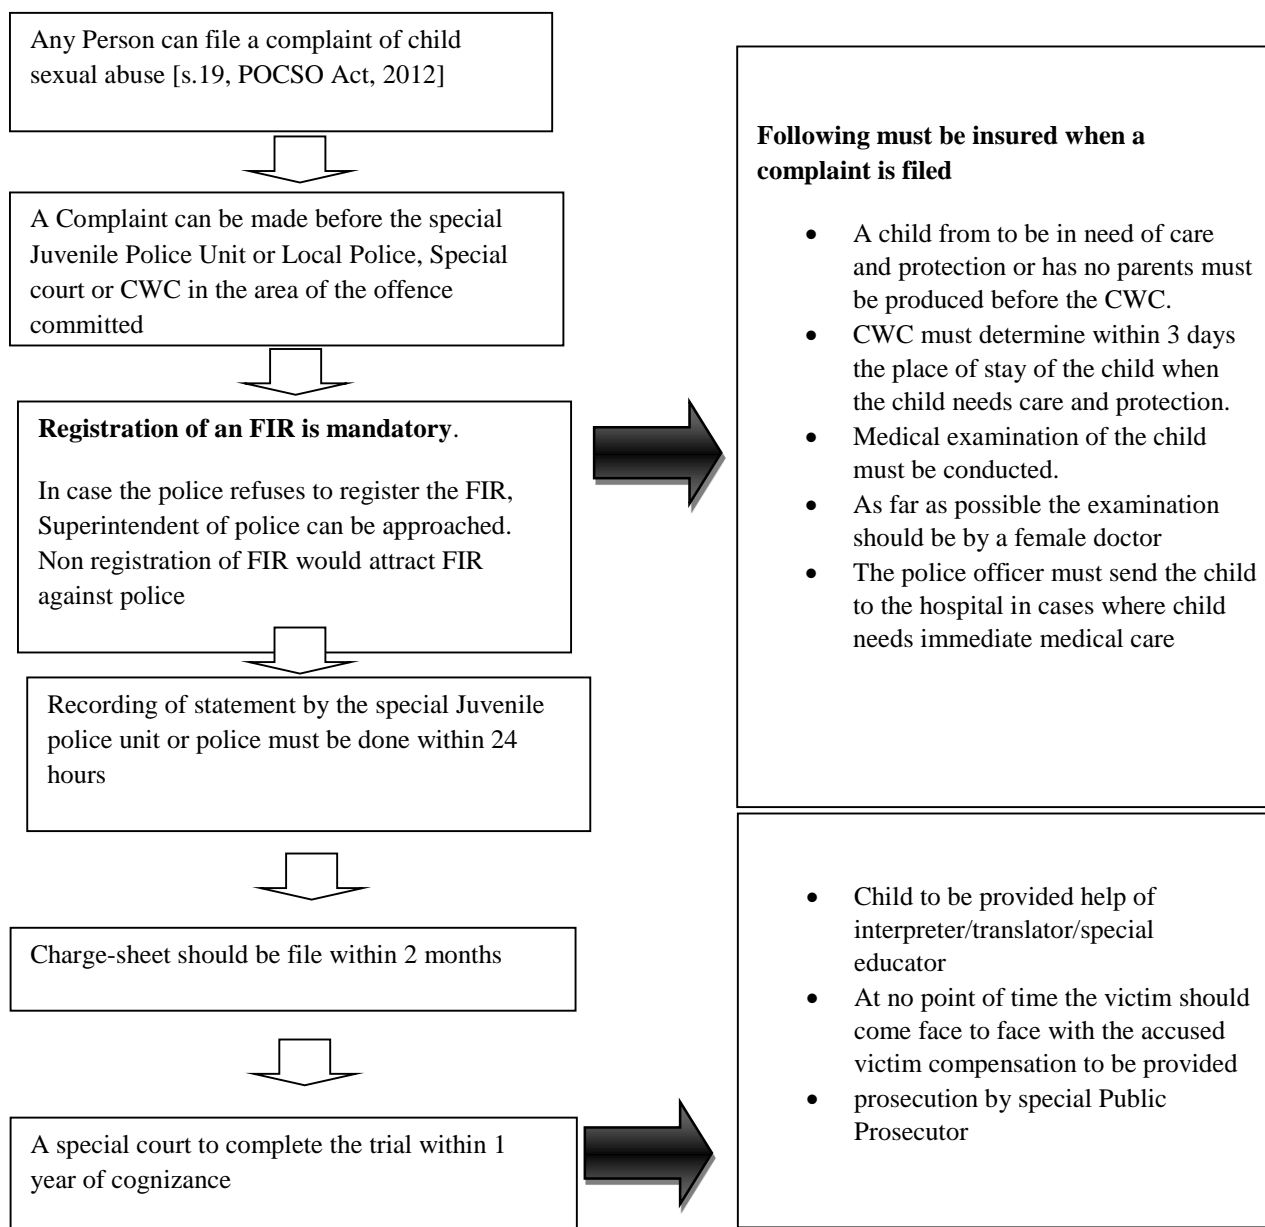 Any Person can file a complaint of child
sexual abuse [s.19, POCSO Act, 2012]
A Complaint can be made before the special
Juvenile Police Unit or Local Police, Special
court or CWC in the area of the offence
committed
Registration of an FIR is mandatory.
In case the police refuses to register the FIR,
Superintendent of police can be approached.
Non registration of FIR would attract FIR
against police
Recording of statement by the special Juvenile
police unit or police must be done within 24
hours
Charge-sheet should be file within 2 months
A special court to complete the trial within 1
year of cognizance
Following must be insured when a
complaint is filed
• A child from to be in need of care
and protection or has no parents must
be produced before the CWC.
• CWC must determine within 3 days
the place of stay of the child when
the child needs care and protection.
• Medical examination of the child
must be conducted.
• As far as possible the examination
should be by a female doctor
• The police officer must send the child
to the hospital in cases where child
needs immediate medical care
• Child to be provided help of
interpreter/translator/special
educator
• At no point of time the victim should
come face to face with the accused
victim compensation to be provided
• prosecution by special Public
Prosecutor